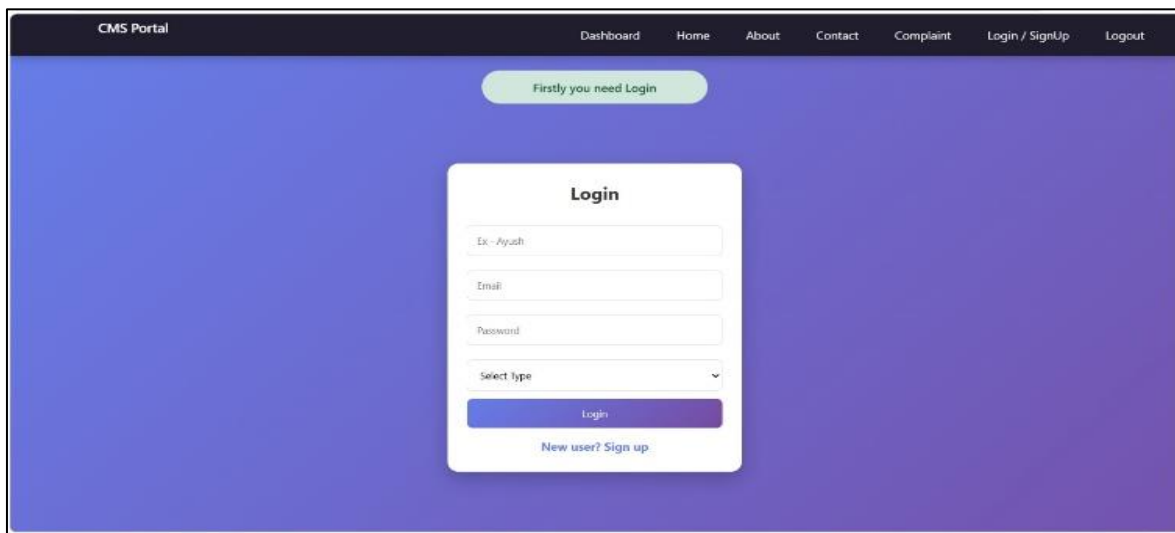 CMS Portal Dashboard Home About Contact Complaint Login / SignUp Logout
Firstly you need Login
Login
Ex - Ayush
Email
Password
Select Type
Login
New user? Sign up